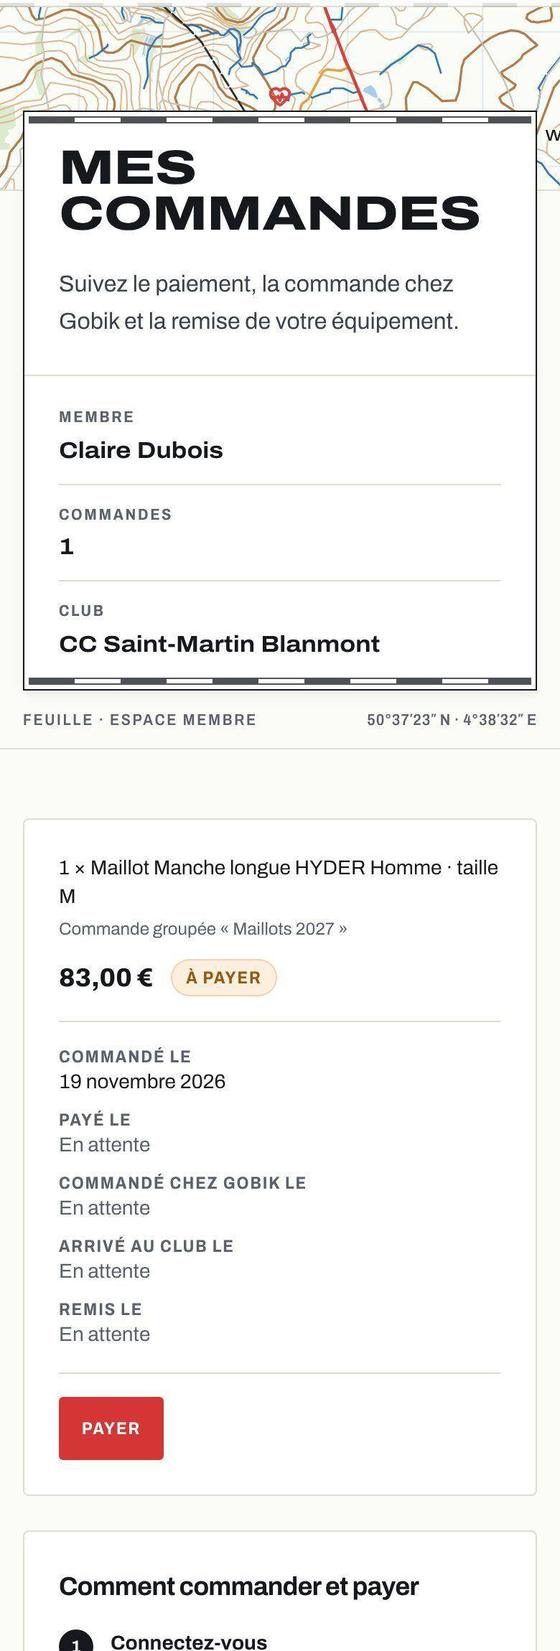 MES
COMMANDES
Suivez le paiement, la commande chez
Gobik et la remise de votre équipement.
MEMBRE
Claire Dubois
COMMANDES
1
CLUB
CC Saint-Martin Blanmont
FEUILLE · ESPACE MEMBRE
50°37′23″ N · 4°38′32″ E
1 × Maillot Manche longue HYDER Homme · taille
M
Commande groupée « Maillots 2027 »
83,00 € À PAYER
COMMANDÉ LE
19 novembre 2026
PAYÉ LE
En attente
COMMANDÉ CHEZ GOBIK LE
En attente
ARRIVÉ AU CLUB LE
En attente
REMIS LE
En attente
PAYER
Comment commander et payer
1 Connectez-vous